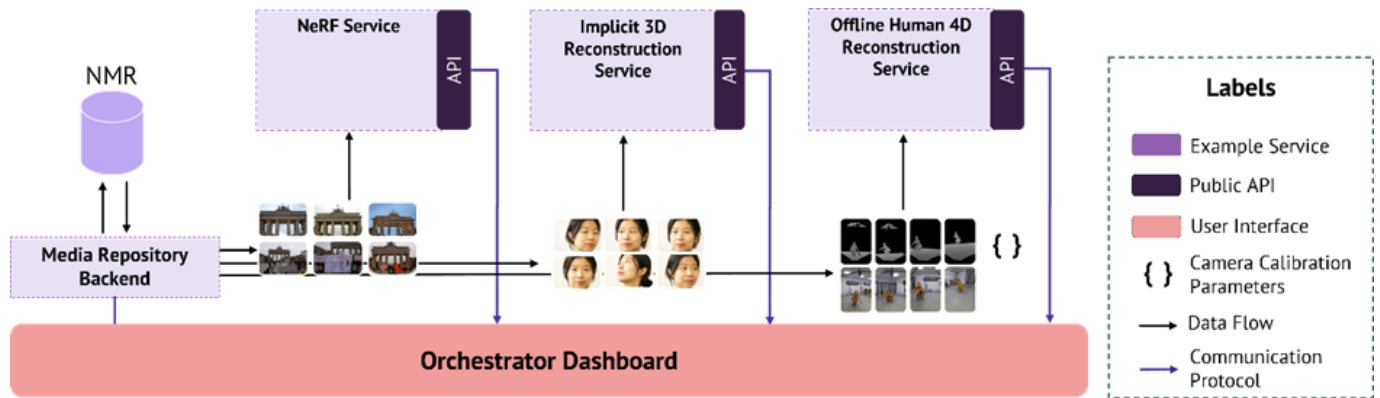 NMR
Media Repository
Backend
NeRF Service
API
Implicit 3D
Reconstruction
Service
API
Offline Human 4D
Reconstruction
Service
API
{ }
Orchestrator Dashboard
Labels
Example Service
Public API
User Interface
{ }
Camera Calibration
Parameters
Data Flow
Communication
Protocol